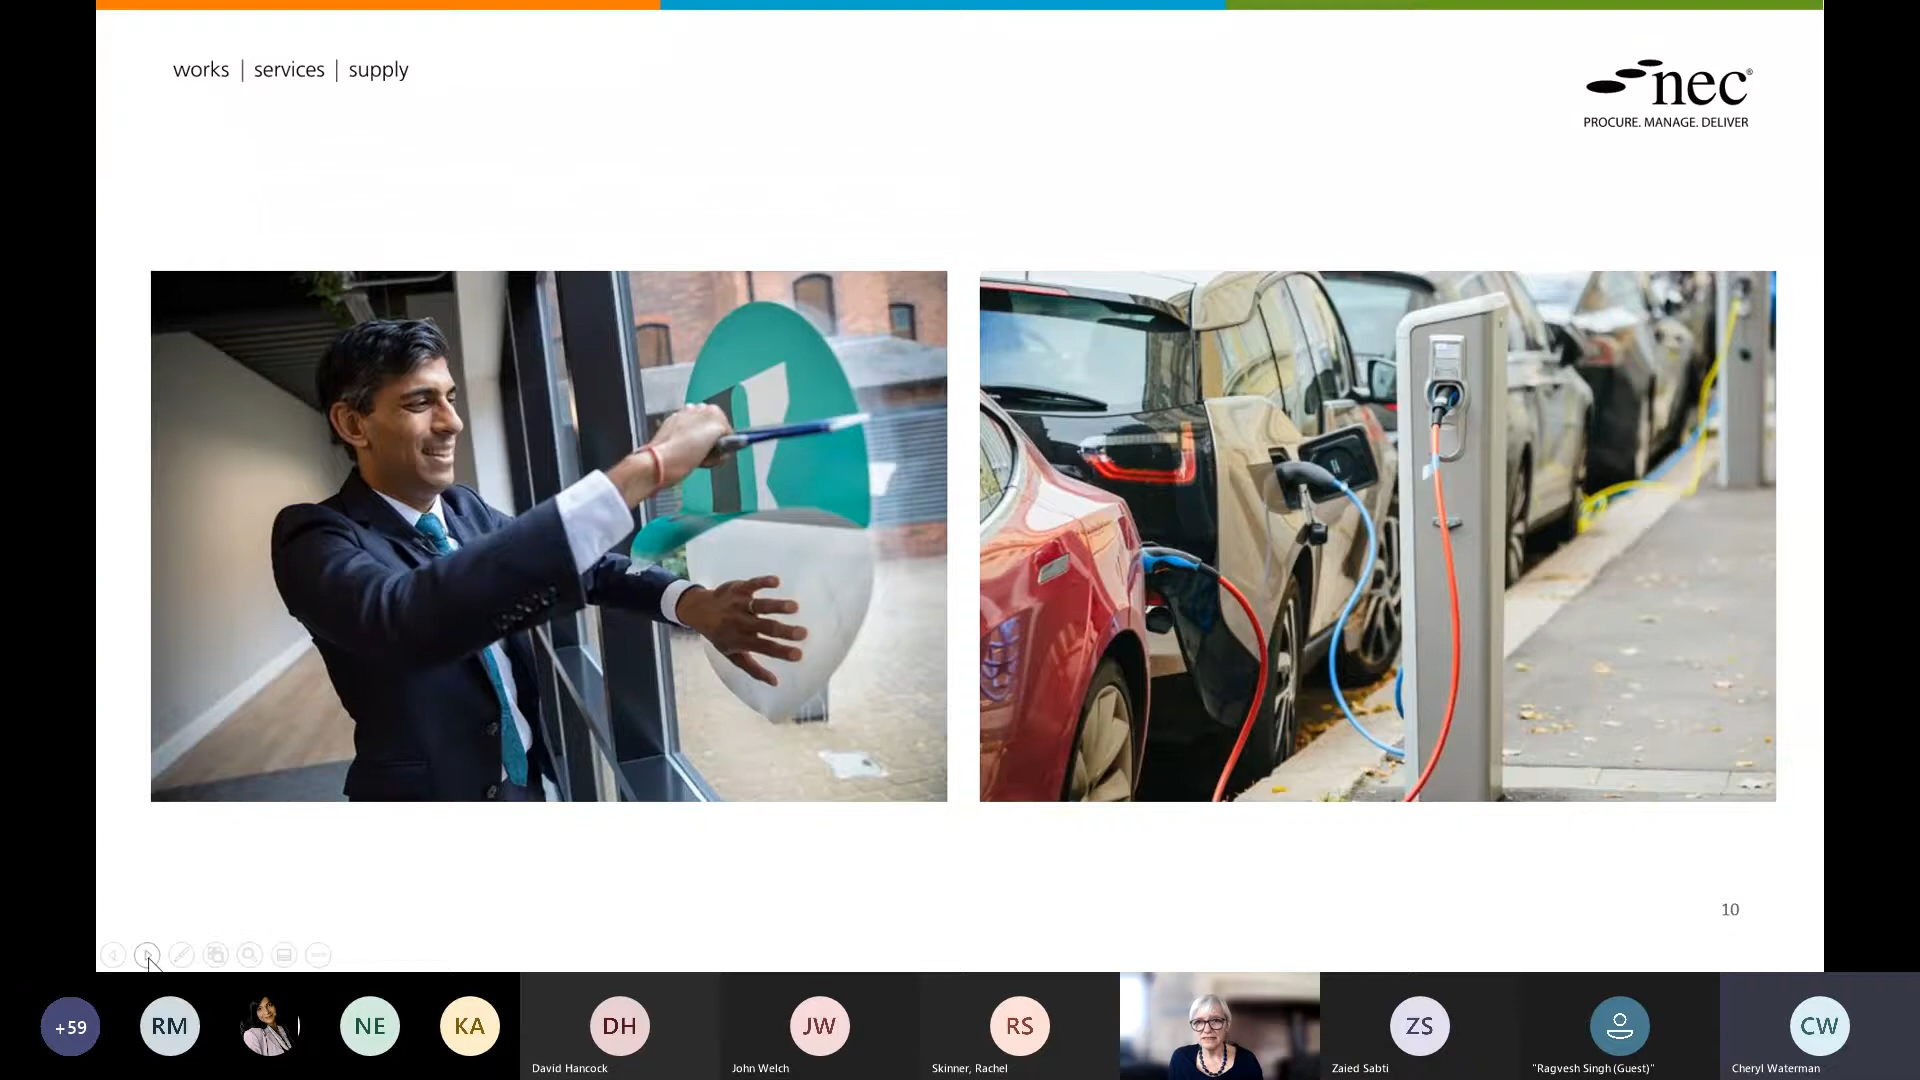 works | services | supply
nec®
PROCURE. MANAGE. DELIVER
10
+59
RM
NE
KA
DH
JW
RS
ZS
CW
David Hancock
John Welch
Skinner, Rachel
Zaied Sabti
"Ragvesh Singh (Guest)"
Cheryl Waterman